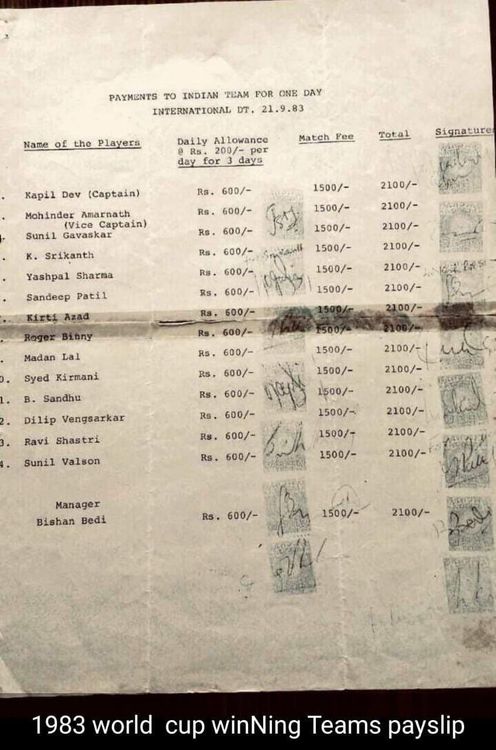 PAYMENTS TO INDIAN TEAM FOR ONE DAY
INTERNATIONAL DT. 21.9.83
Name of the Players Daily Allowance Match Fee Total Signatures
@ Rs. 200/- per
day for 3 days
. Kapil Dev (Captain) Rs. 600/- 1500/- 2100/-
. Mohinder Amarnath Rs. 600/- 1500/- 2100/-
(Vice Captain)
. Sunil Gavaskar Rs. 600/- 1500/- 2100/-
. K. Srikanth Rs. 600/- 1500/- 2100/-
. Yashpal Sharma Rs. 600/- 1500/- 2100/-
. Sandeep Patil Rs. 600/- 1500/- 2100/-
. Kirti Azad Rs. 600/- 1500/- 2100/-
. Roger Binny Rs. 600/- 1500/- 2100/-
. Madan Lal Rs. 600/- 1500/- 2100/-
0. Syed Kirmani Rs. 600/- 1500/- 2100/-
1. B. Sandhu Rs. 600/- 1500/- 2100/-
2. Dilip Vengsarkar Rs. 600/- 1500/- 2100/-
3. Ravi Shastri Rs. 600/- 1500/- 2100/-
4. Sunil Valson Rs. 600/- 1500/- 2100/-
Manager
Bishan Bedi Rs. 600/- 1500/- 2100/-
1983 world cup winNing Teams payslip